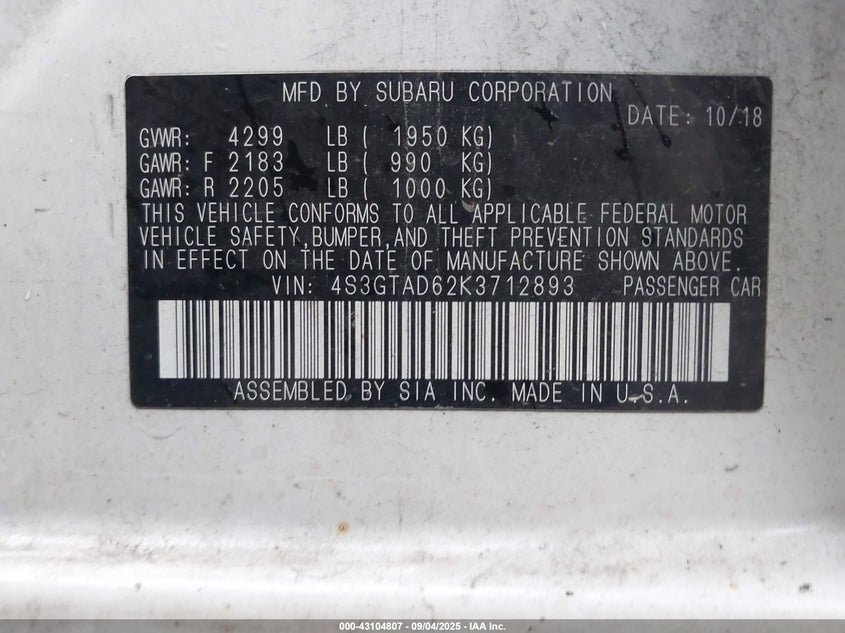 MFD BY SUBARU CORPORATION
DATE: 10/18
GVWR: 4299 LB ( 1950 KG)
GAWR: F 2183 LB ( 990 KG)
GAWR: R 2205 LB ( 1000 KG)
THIS VEHICLE CONFORMS TO ALL APPLICABLE FEDERAL MOTOR
VEHICLE SAFETY,BUMPER,AND THEFT PREVENTION STANDARDS
IN EFFECT ON THE DATE OF MANUFACTURE SHOWN ABOVE.
VIN: 4S3GTAD62K3712893 PASSENGER CAR
ASSEMBLED BY SIA INC. MADE IN U.S.A.
000-43104807 - 09/04/2025 - IAA Inc.